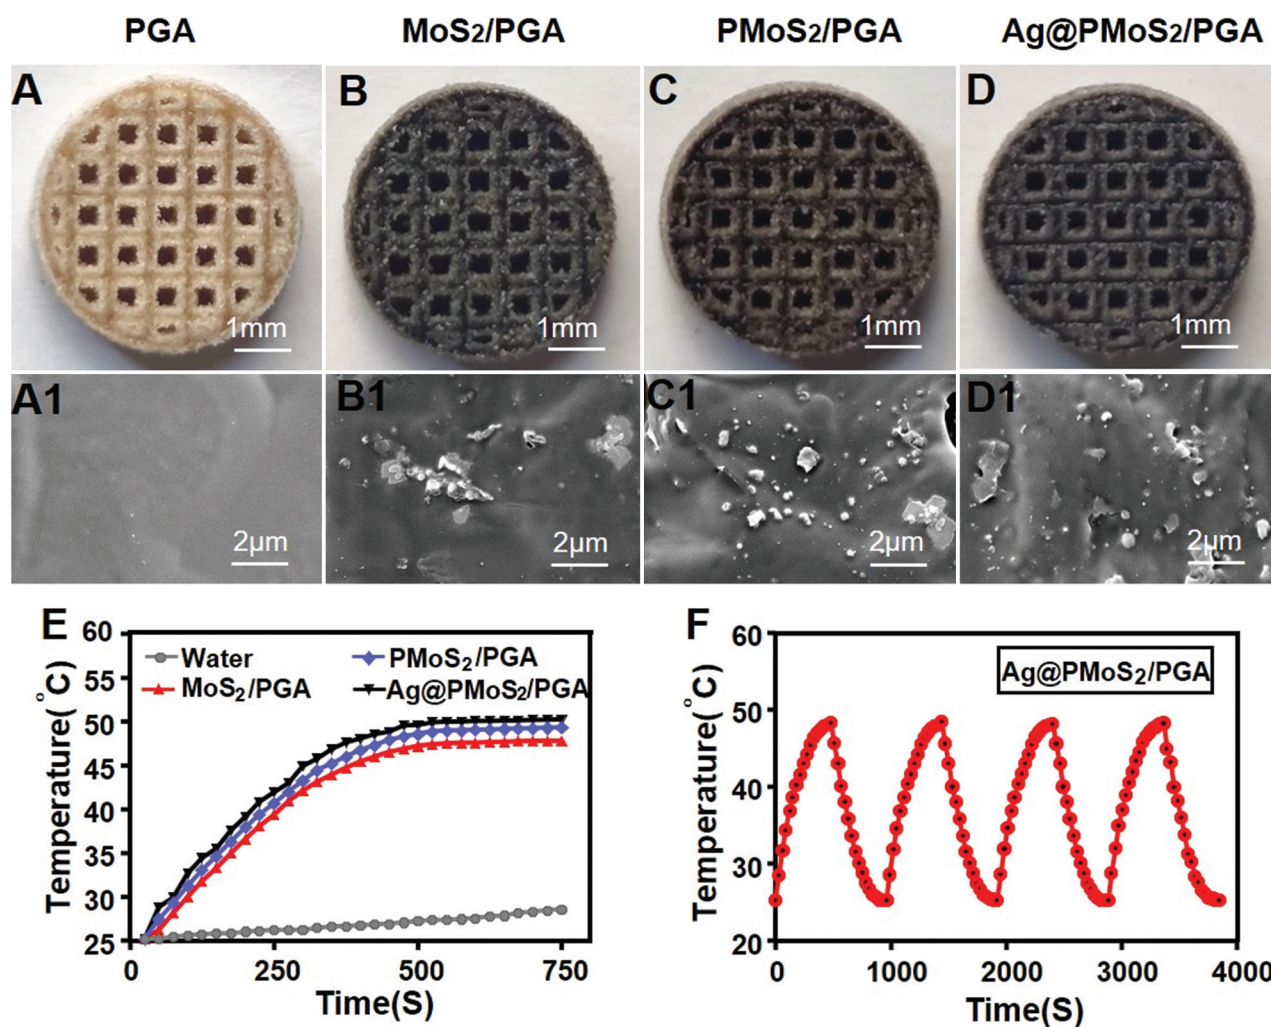 PGA MoS2/PGA PMoS2/PGA Ag@PMoS2/PGA
A B C D
1mm 1mm 1mm 1mm
A1 B1 C1 D1
2μm 2μm 2μm 2μm
E
60
55
50
45
40
35
30
25
0 250 500 750
Temperature(°C)
Time(S)
Water
PMoS2/PGA
MoS2/PGA
Ag@PMoS2/PGA
F
60
50
40
30
20
0 1000 2000 3000 4000
Temperature(°C)
Time(S)
Ag@PMoS2/PGA